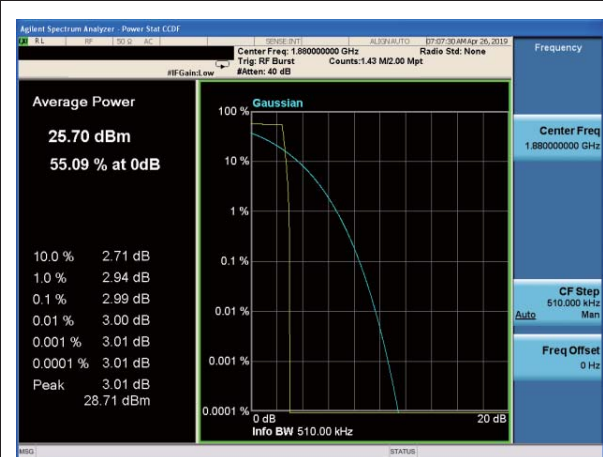 Agilent Spectrum Analyzer - Power Stat CCDF
RL RF 50 Ω AC SENSE:INT ALIGN AUTO 07:07:30 AM Apr 26, 2019
Center Freq: 1.880000000 GHz Radio Std: None
Trig: RF Burst Counts:1.43 M/2.00 Mpt
#IFGain:Low #Atten: 40 dB
Frequency
Average Power
25.70 dBm
55.09 % at 0dB
10.0 % 2.71 dB
1.0 % 2.94 dB
0.1 % 2.99 dB
0.01 % 3.00 dB
0.001 % 3.01 dB
0.0001 % 3.01 dB
Peak 3.01 dB
28.71 dBm
Gaussian
100 %
10 %
1 %
0.1 %
0.01 %
0.001 %
0.0001 %
0 dB 20 dB
Info BW 510.00 kHz
Center Freq
1.880000000 GHz
CF Step
510.000 kHz
Auto Man
Freq Offset
0 Hz
MSG STATUS